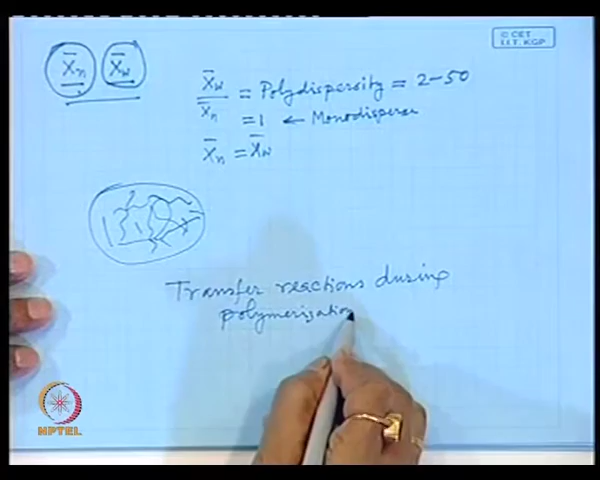 © CET
I.I.T. KGP
X̄n X̄w
X̄w / X̄n = Polydispersity = 2-50
= 1 ← Monodisperse
X̄n = X̄w
Transfer reactions during
polymerization
NPTEL